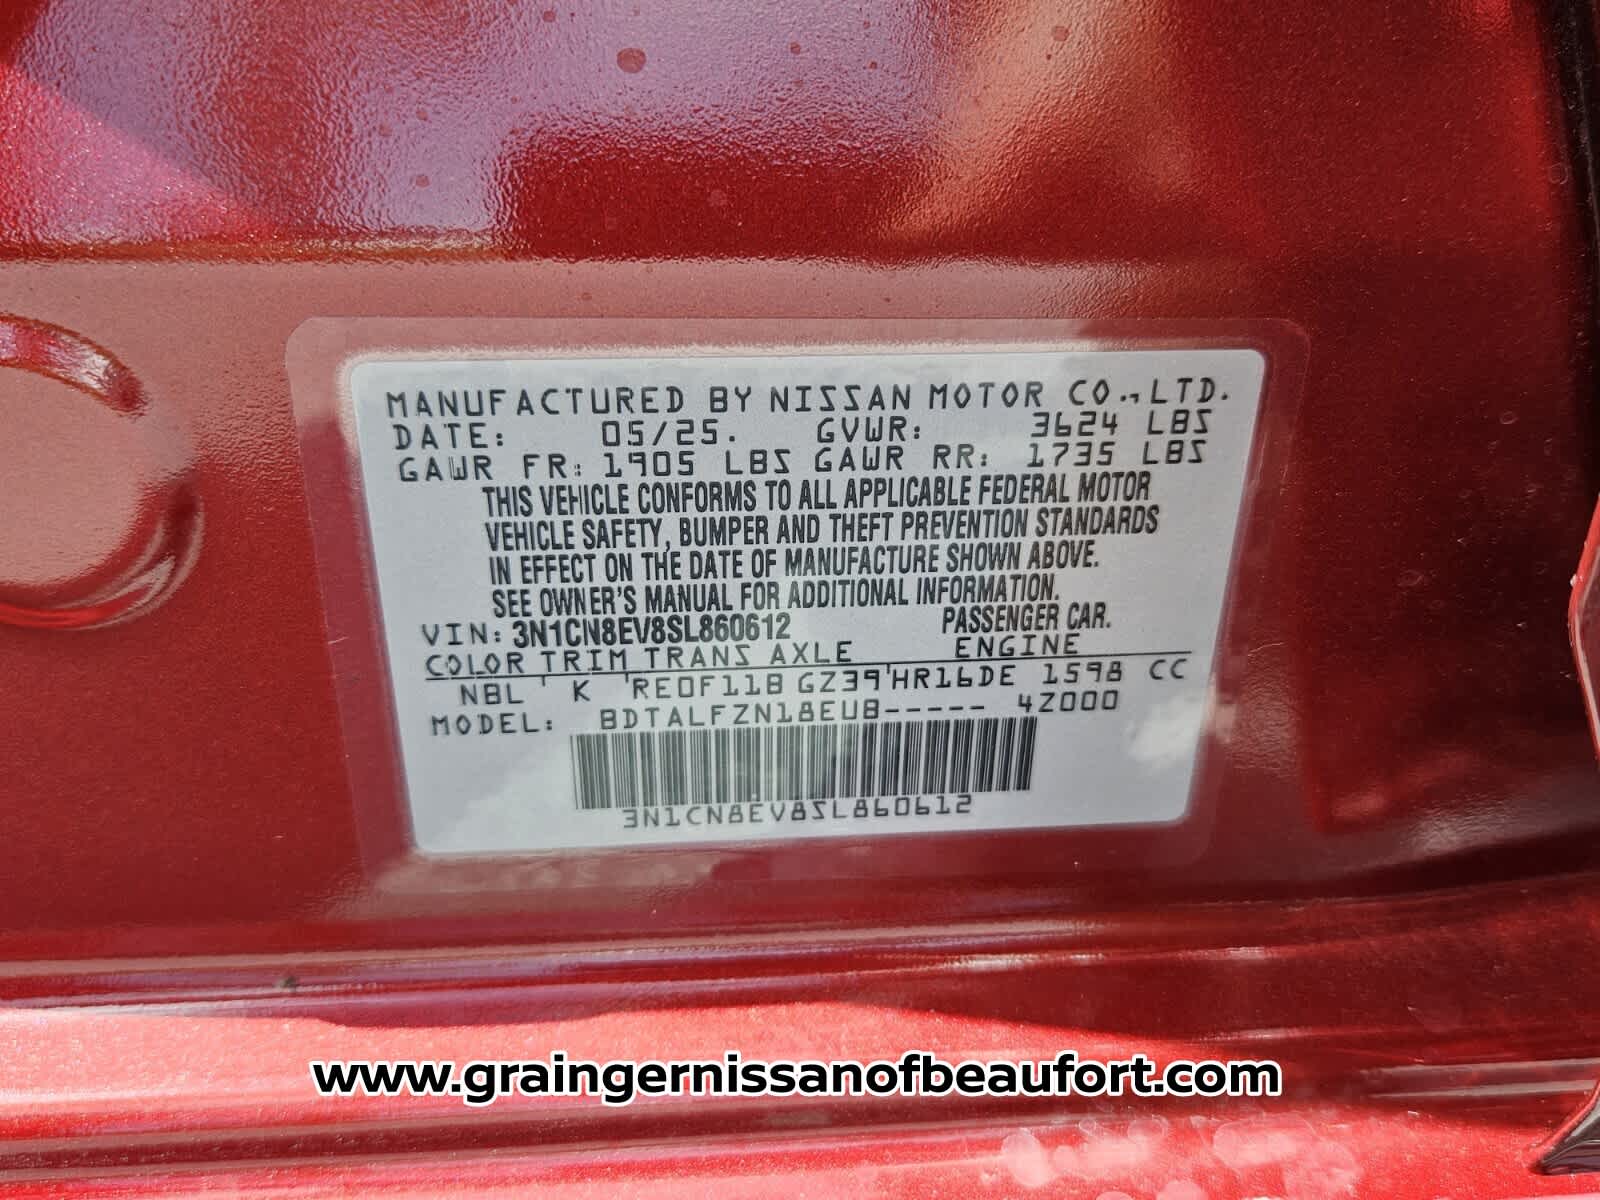 MANUFACTURED BY NISSAN MOTOR CO., LTD.
DATE: 05/25. GVWR: 3624 LBS
GAWR FR: 1905 LBS GAWR RR: 1735 LBS
THIS VEHICLE CONFORMS TO ALL APPLICABLE FEDERAL MOTOR
VEHICLE SAFETY, BUMPER AND THEFT PREVENTION STANDARDS
IN EFFECT ON THE DATE OF MANUFACTURE SHOWN ABOVE.
SEE OWNER'S MANUAL FOR ADDITIONAL INFORMATION.
VIN: 3N1CN8EV8SL860612 PASSENGER CAR.
COLOR TRIM TRANS AXLE ENGINE
NBL K RE0F11B GZ39 HR16DE 1598 CC
MODEL: BDTALFZN18EUB----- 4Z000
3N1CN8EV8SL860612
www.graingernissanofbeaufort.com